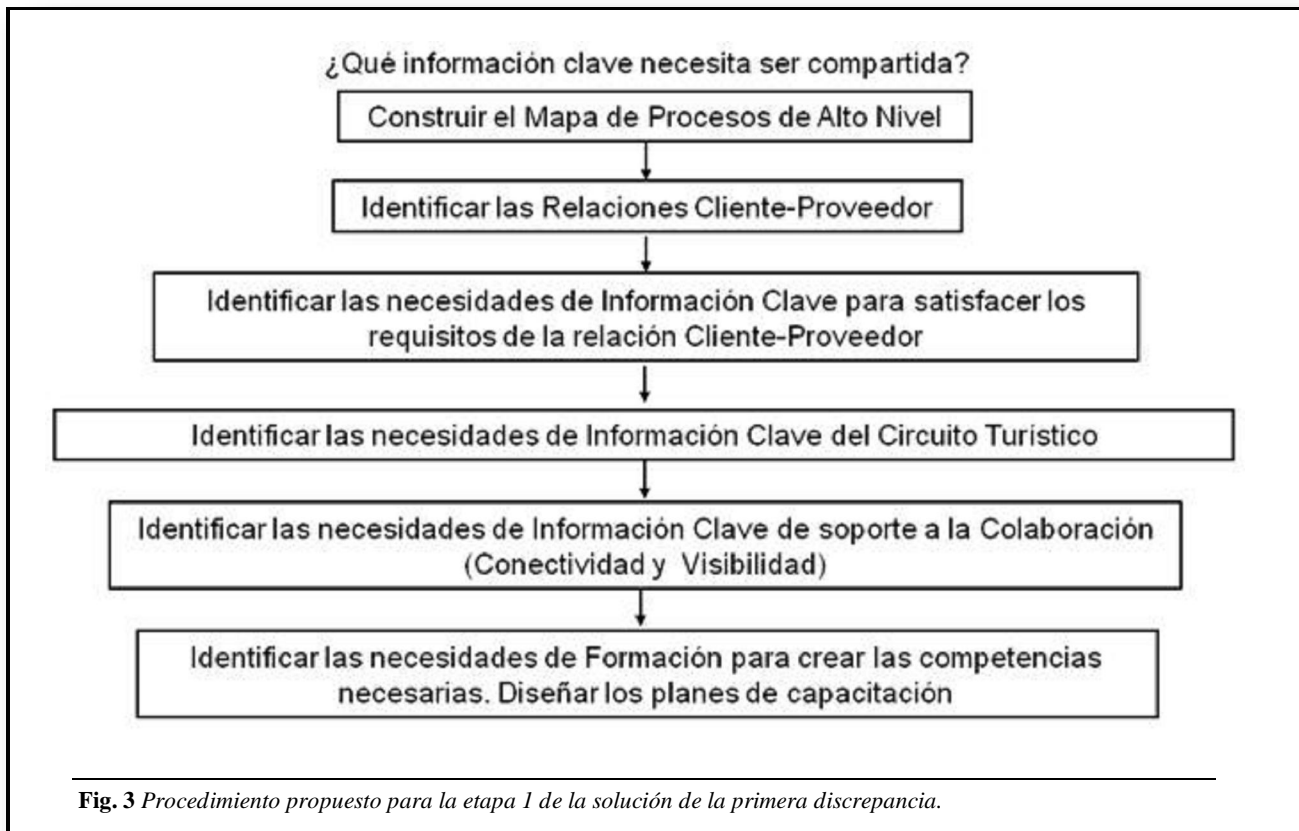 ¿Qué información clave necesita ser compartida?
Construir el Mapa de Procesos de Alto Nivel
Identificar las Relaciones Cliente-Proveedor
Identificar las necesidades de Información Clave para satisfacer los
requisitos de la relación Cliente-Proveedor
Identificar las necesidades de Información Clave del Circuito Turístico
Identificar las necesidades de Información Clave de soporte a la Colaboración
(Conectividad y Visibilidad)
Identificar las necesidades de Formación para crear las competencias
necesarias. Diseñar los planes de capacitación
Fig. 3 Procedimiento propuesto para la etapa 1 de la solución de la primera discrepancia.